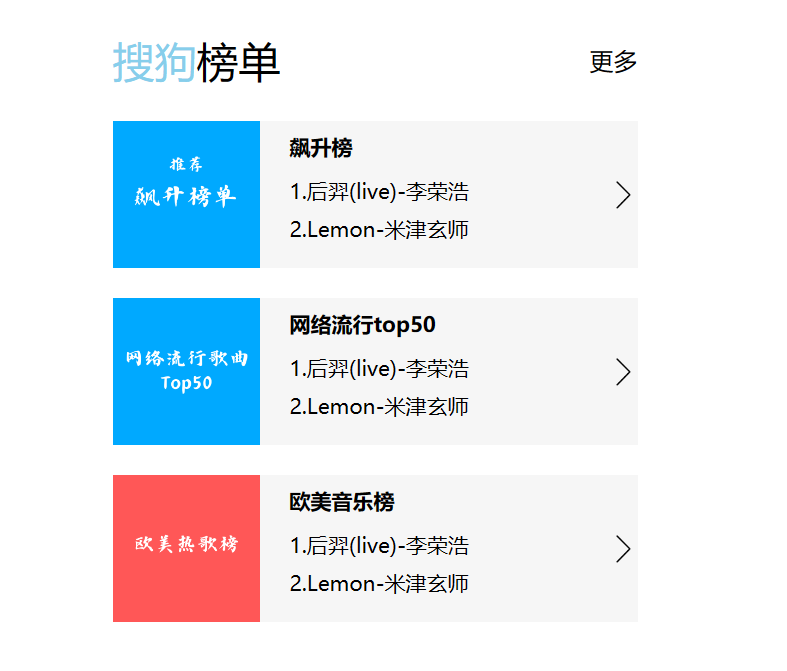 搜狗榜单
更多
推荐
飙升榜单
飙升榜
1.后羿(live)-李荣浩
2.Lemon-米津玄师
网络流行歌曲
Top50
网络流行top50
1.后羿(live)-李荣浩
2.Lemon-米津玄师
欧美热歌榜
欧美音乐榜
1.后羿(live)-李荣浩
2.Lemon-米津玄师